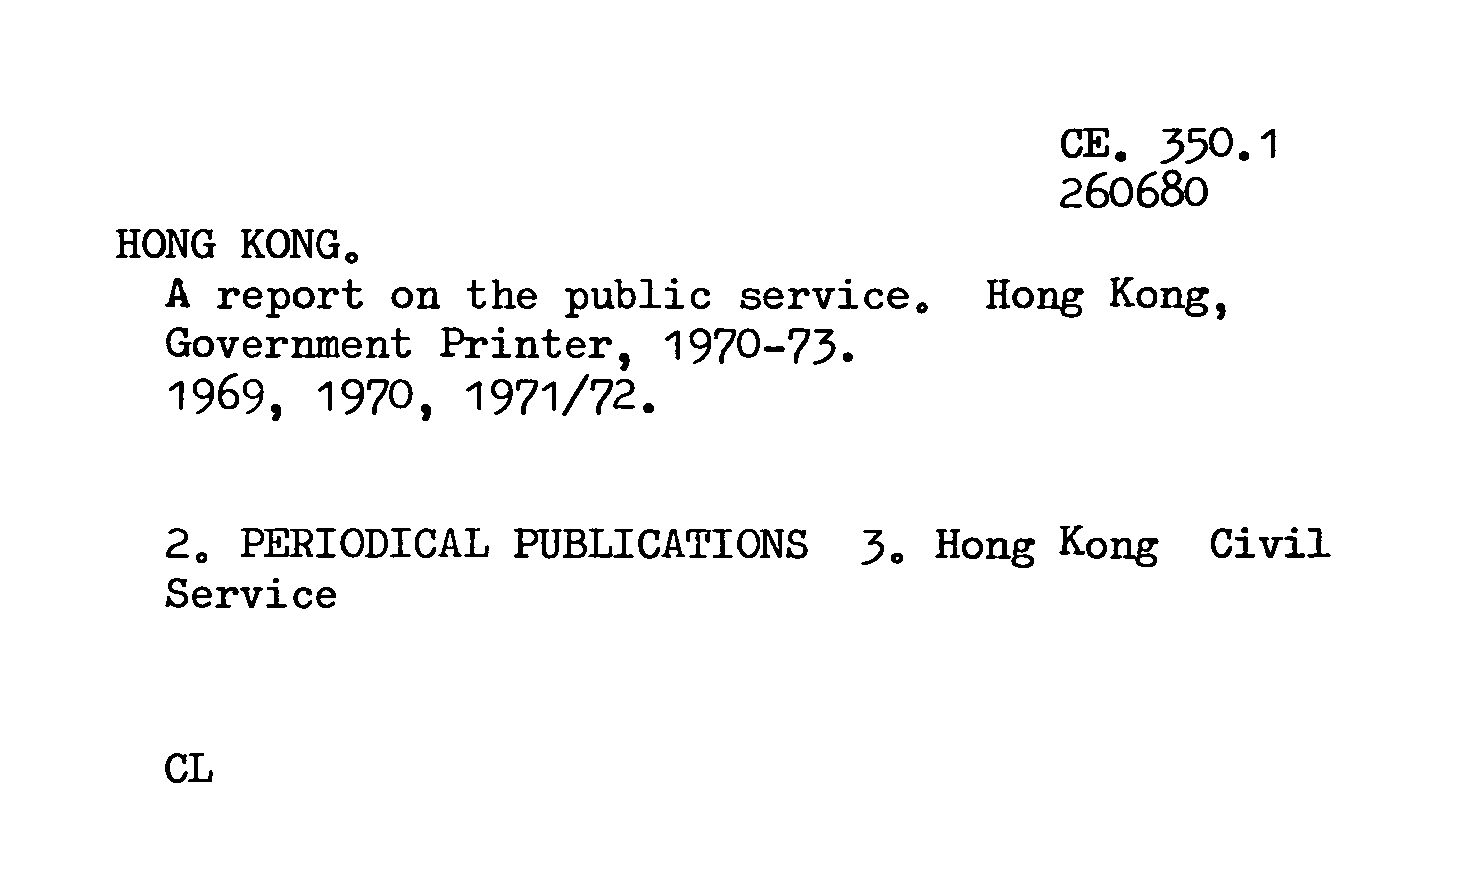 CE. 350.1
260680
HONG KONG.
A report on the public service. Hong Kong,
Government Printer, 1970-73.
1969, 1970, 1971/72.
2. PERIODICAL PUBLICATIONS 3. Hong Kong Civil
Service
CL